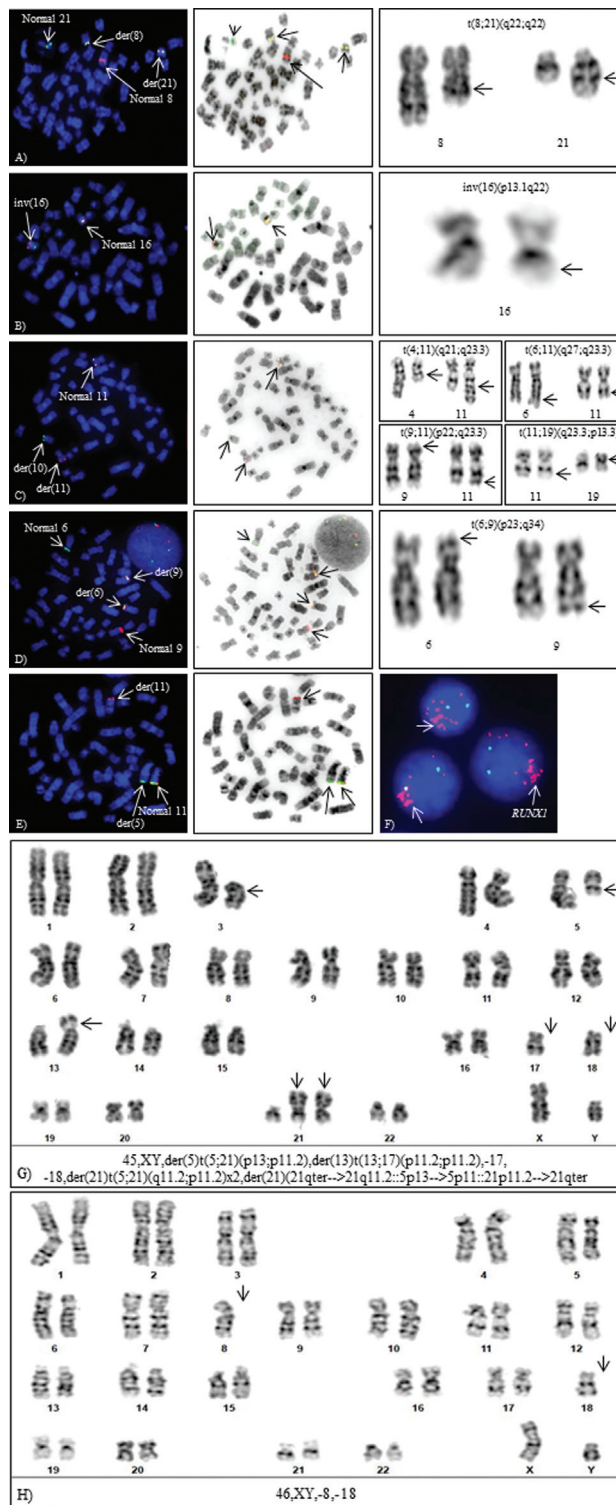 Normal 21
der(8)
der(21)
Normal 8
A)
t(8;21)(q22;q22)
8
21
inv(16)
Normal 16
B)
inv(16)(p13.1q22)
16
Normal 11
der(10)
der(11)
C)
t(4;11)(q21;q23.3)
4
11
t(6;11)(q27;q23.3)
6
11
t(9;11)(p22;q23.3)
9
11
t(11;19)(q23.3;p13.3)
11
19
Normal 6
der(9)
der(6)
Normal 9
D)
t(6;9)(p23;q34)
6
9
der(11)
Normal 11
der(5)
E)
RUNX1
F)
1 2 3 4 5
6 7 8 9 10 11 12
13 14 15 16 17 18
19 20 21 22 X Y
45,XY,der(5)t(5;21)(p13;p11.2),der(13)t(13;17)(p11.2;p11.2),-17,
G) -18,der(21)t(5;21)(q11.2;p11.2)x2,der(21)(21qter-->21q11.2::5p13-->5p11::21p11.2-->21qter
1 2 3 4 5
6 7 8 9 10 11 12
13 14 15 16 17 18
19 20 21 22 X Y
H) 46,XY,-8,-18